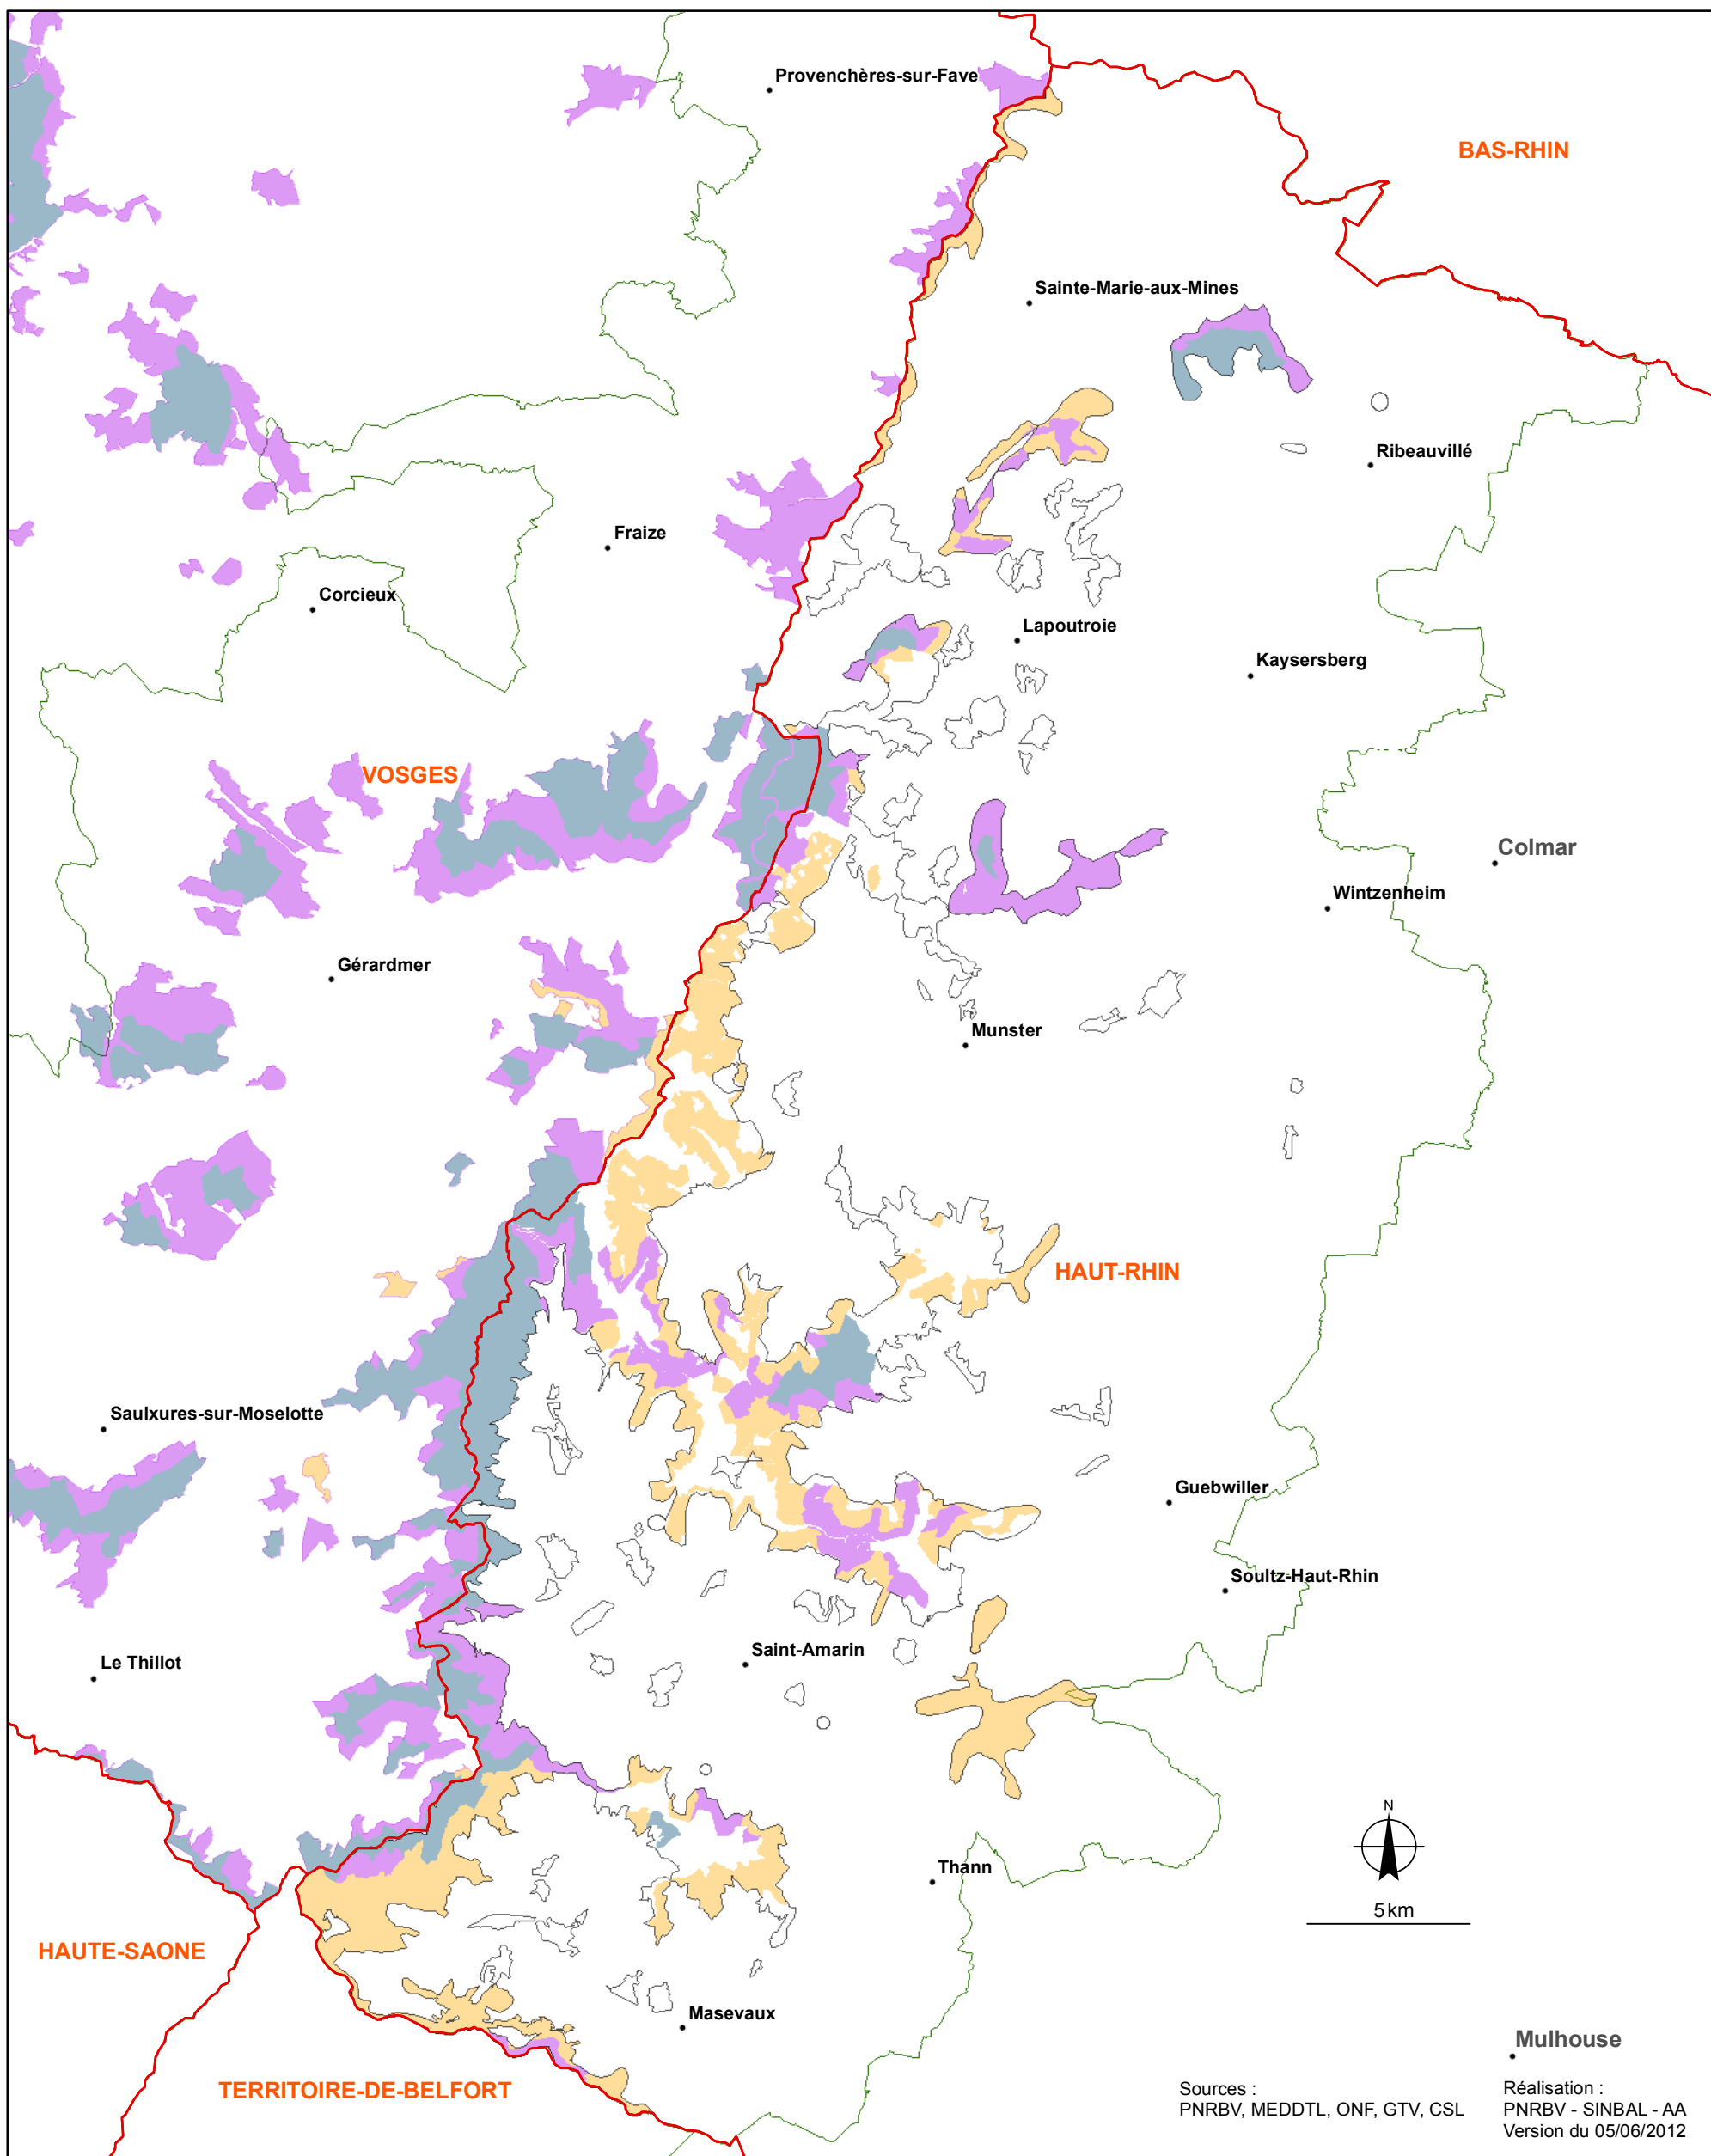 Provenchères-sur-Fave
BAS-RHIN
Sainte-Marie-aux-Mines
Ribeauvillé
Fraize
Corcieux
Lapoutroie
Kaysersberg
VOSGES
Colmar
Wintzenheim
Gérardmer
Munster
HAUT-RHIN
Saulxures-sur-Moselotte
Guebwiller
Soultz-Haut-Rhin
Saint-Amarin
Le Thillot
N
Thann
5 km
HAUTE-SAONE
Masevaux
Mulhouse
TERRITOIRE-DE-BELFORT
Sources :
PNRBV, MEDDTL, ONF, GTV, CSL
Réalisation :
PNRBV - SINBAL - AA
Version du 05/06/2012